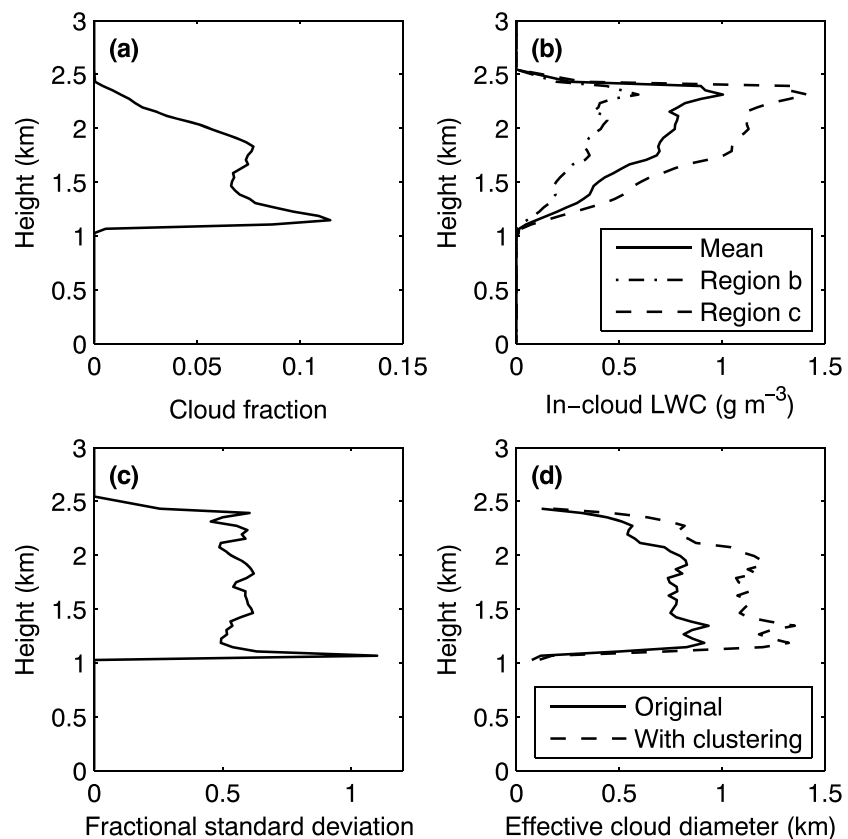 (a)
3
2.5
2
1.5
1
0.5
0
Height (km)
0 0.05 0.1 0.15
Cloud fraction
(b)
3
2.5
2
1.5
1
0.5
0
Height (km)
Mean
Region b
Region c
0 0.5 1 1.5
In−cloud LWC (g m−3)
(c)
3
2.5
2
1.5
1
0.5
0
Height (km)
0 0.5 1
Fractional standard deviation
(d)
3
2.5
2
1.5
1
0.5
0
Height (km)
Original
With clustering
0 0.5 1 1.5
Effective cloud diameter (km)